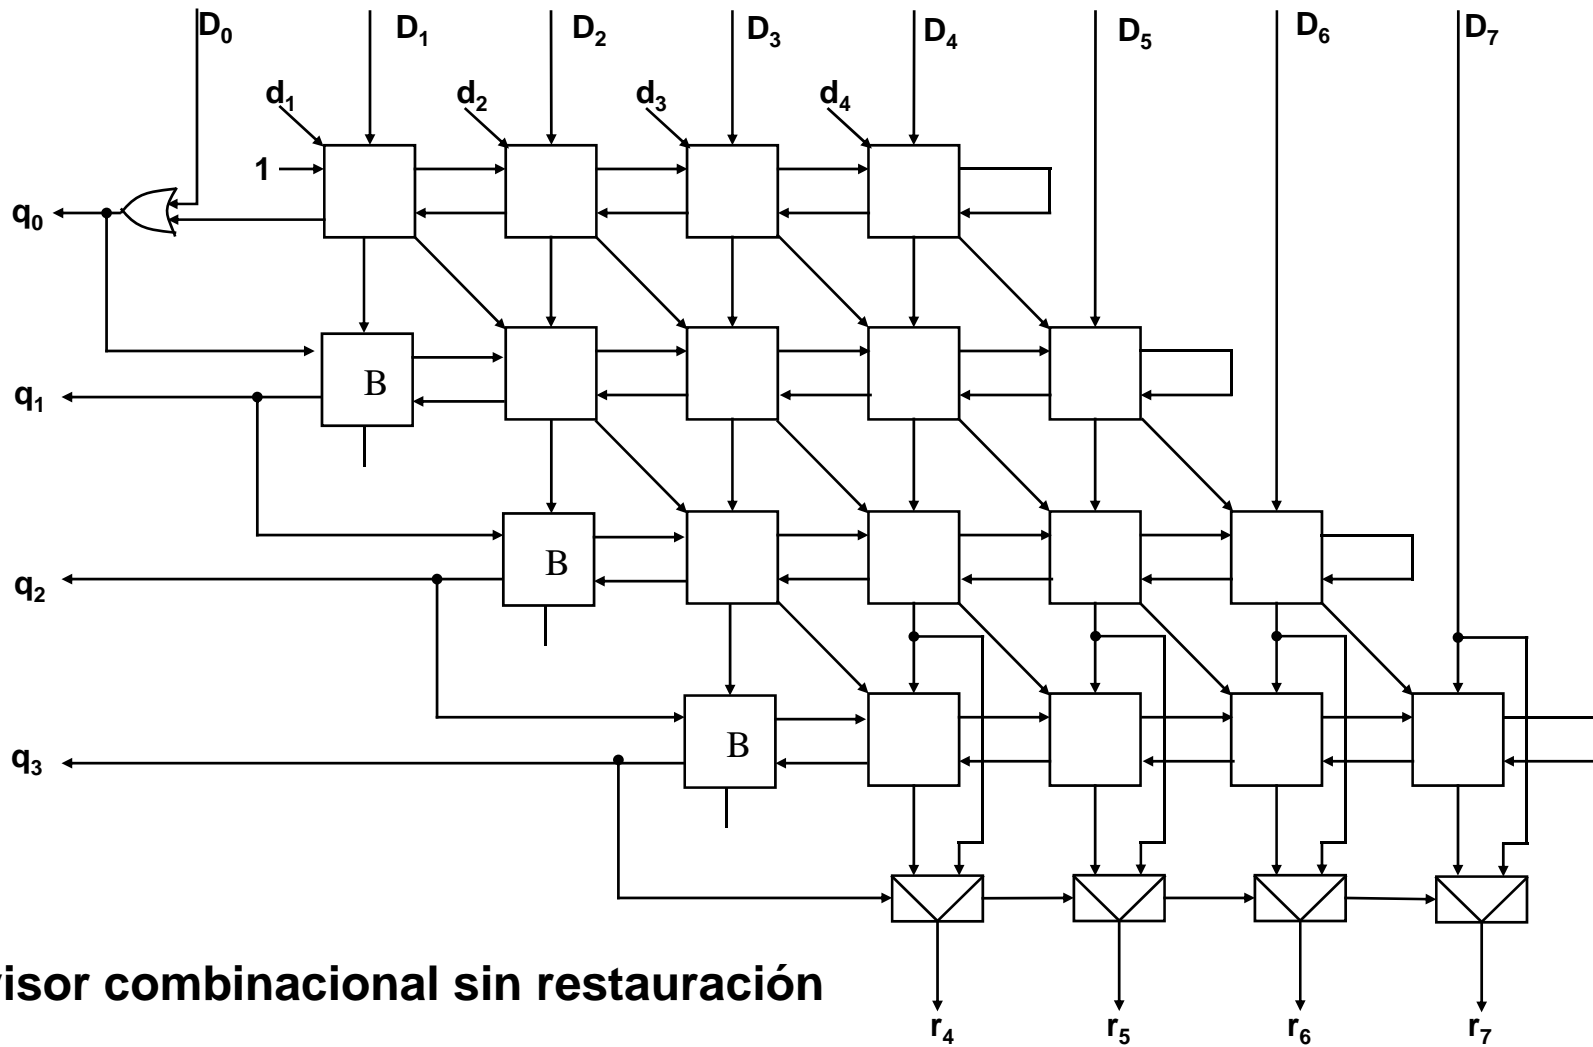 D0 D1 D2 D3 D4 D5 D6 D7
d1 d2 d3 d4
1
q0
B
q1
B
q2
B
q3
visor combinacional sin restauración
r4 r5 r6 r7